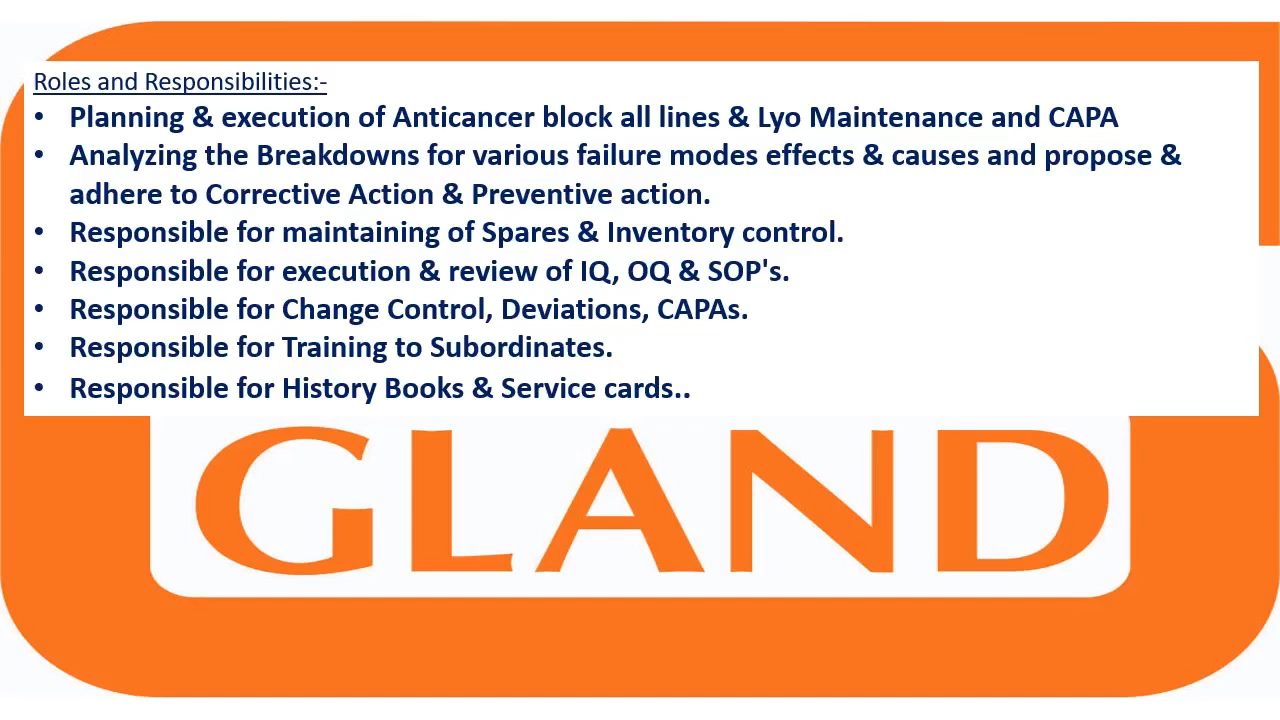 Roles and Responsibilities:-
• Planning & execution of Anticancer block all lines & Lyo Maintenance and CAPA
• Analyzing the Breakdowns for various failure modes effects & causes and propose &
adhere to Corrective Action & Preventive action.
• Responsible for maintaining of Spares & Inventory control.
• Responsible for execution & review of IQ, OQ & SOP's.
• Responsible for Change Control, Deviations, CAPAs.
• Responsible for Training to Subordinates.
• Responsible for History Books & Service cards..
GLAND